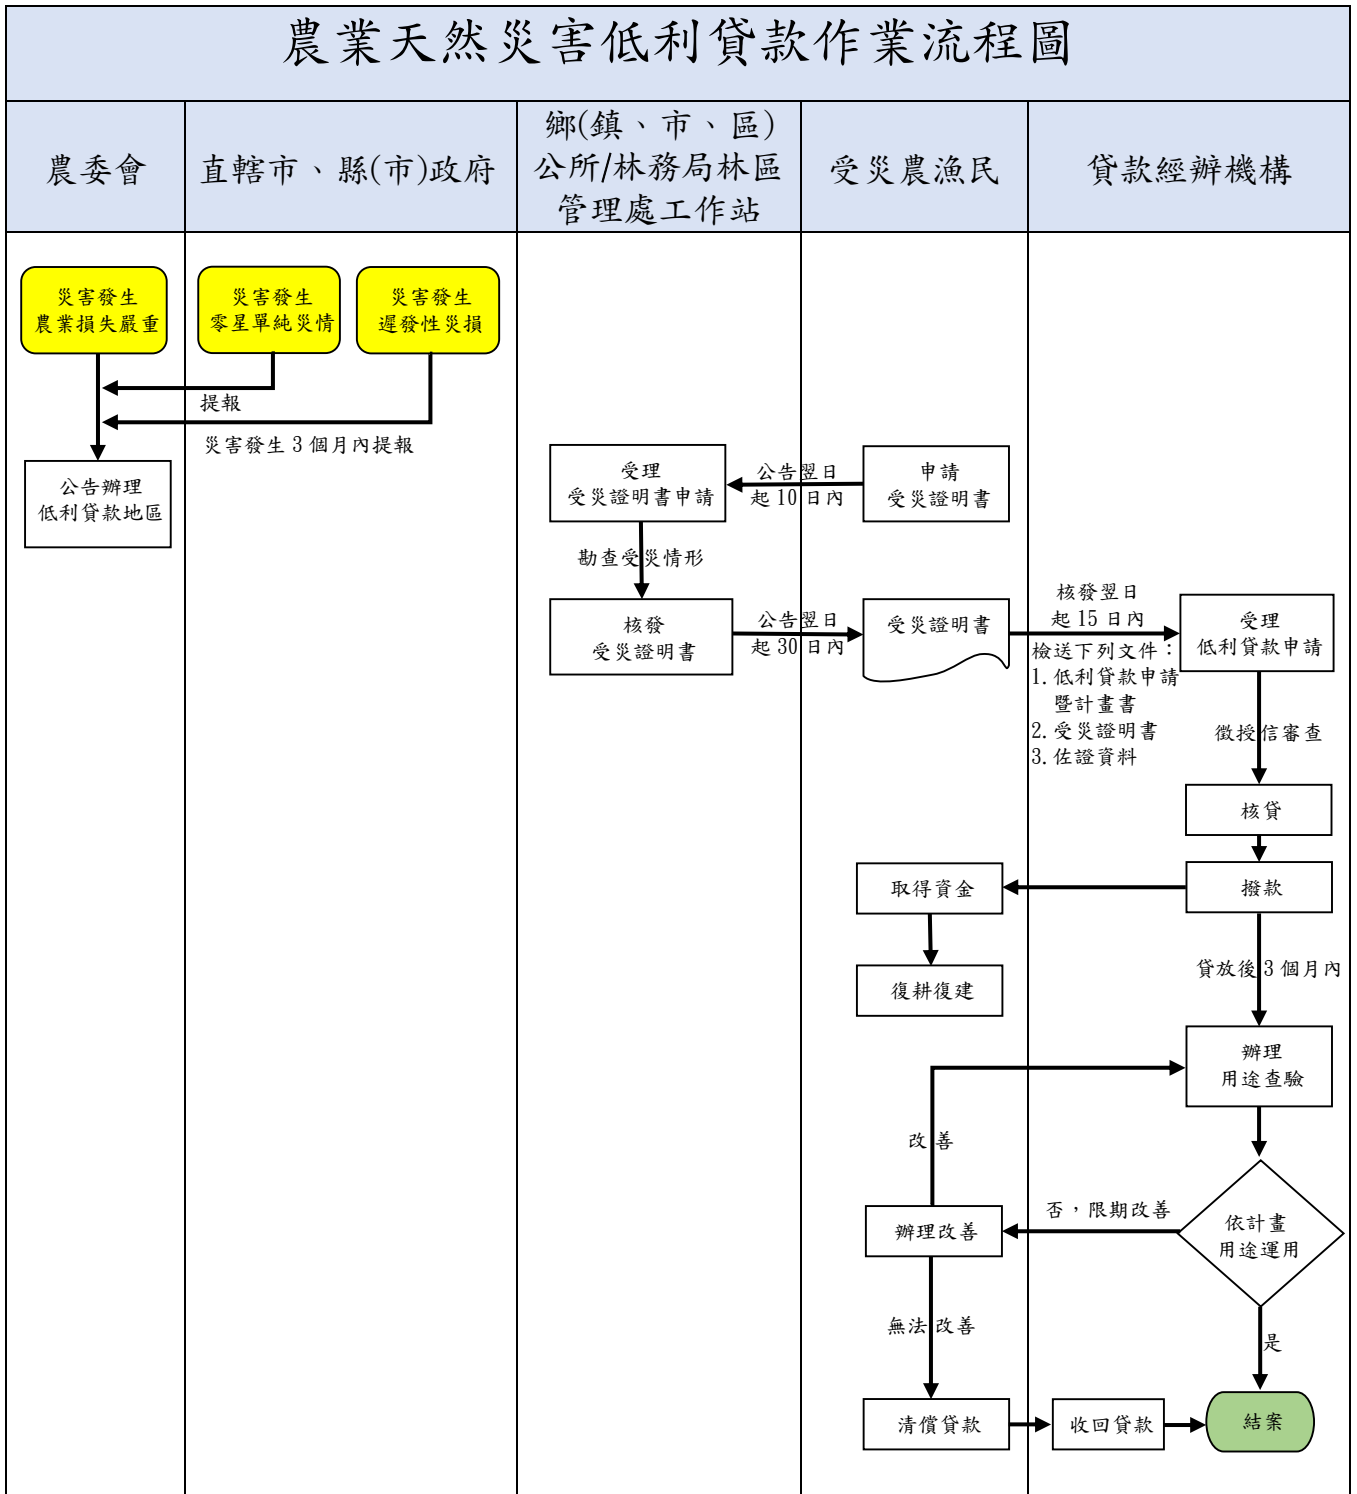 農業天然災害低利貸款作業流程圖
農委會
直轄市、縣(市)政府
鄉(鎮、市、區)
公所/林務局林區
管理處工作站
受災農漁民
貸款經辦機構
災害發生
農業損失嚴重
災害發生
零星單純災情
災害發生
遲發性災損
提報
災害發生 3 個月內提報
公告辦理
低利貸款地區
受理
受災證明書申請
公告翌日
起 10 日內
申請
受災證明書
勘查受災情形
核發
受災證明書
公告翌日
起 30 日內
受災證明書
核發翌日
起 15 日內
檢送下列文件：
1. 低利貸款申請
暨計畫書
2. 受災證明書
3. 佐證資料
受理
低利貸款申請
徵授信審查
核貸
撥款
取得資金
復耕復建
貸放後 3 個月內
辦理
用途查驗
改善
否，限期改善
依計畫
用途運用
辦理改善
無法改善
是
清償貸款
收回貸款
結案